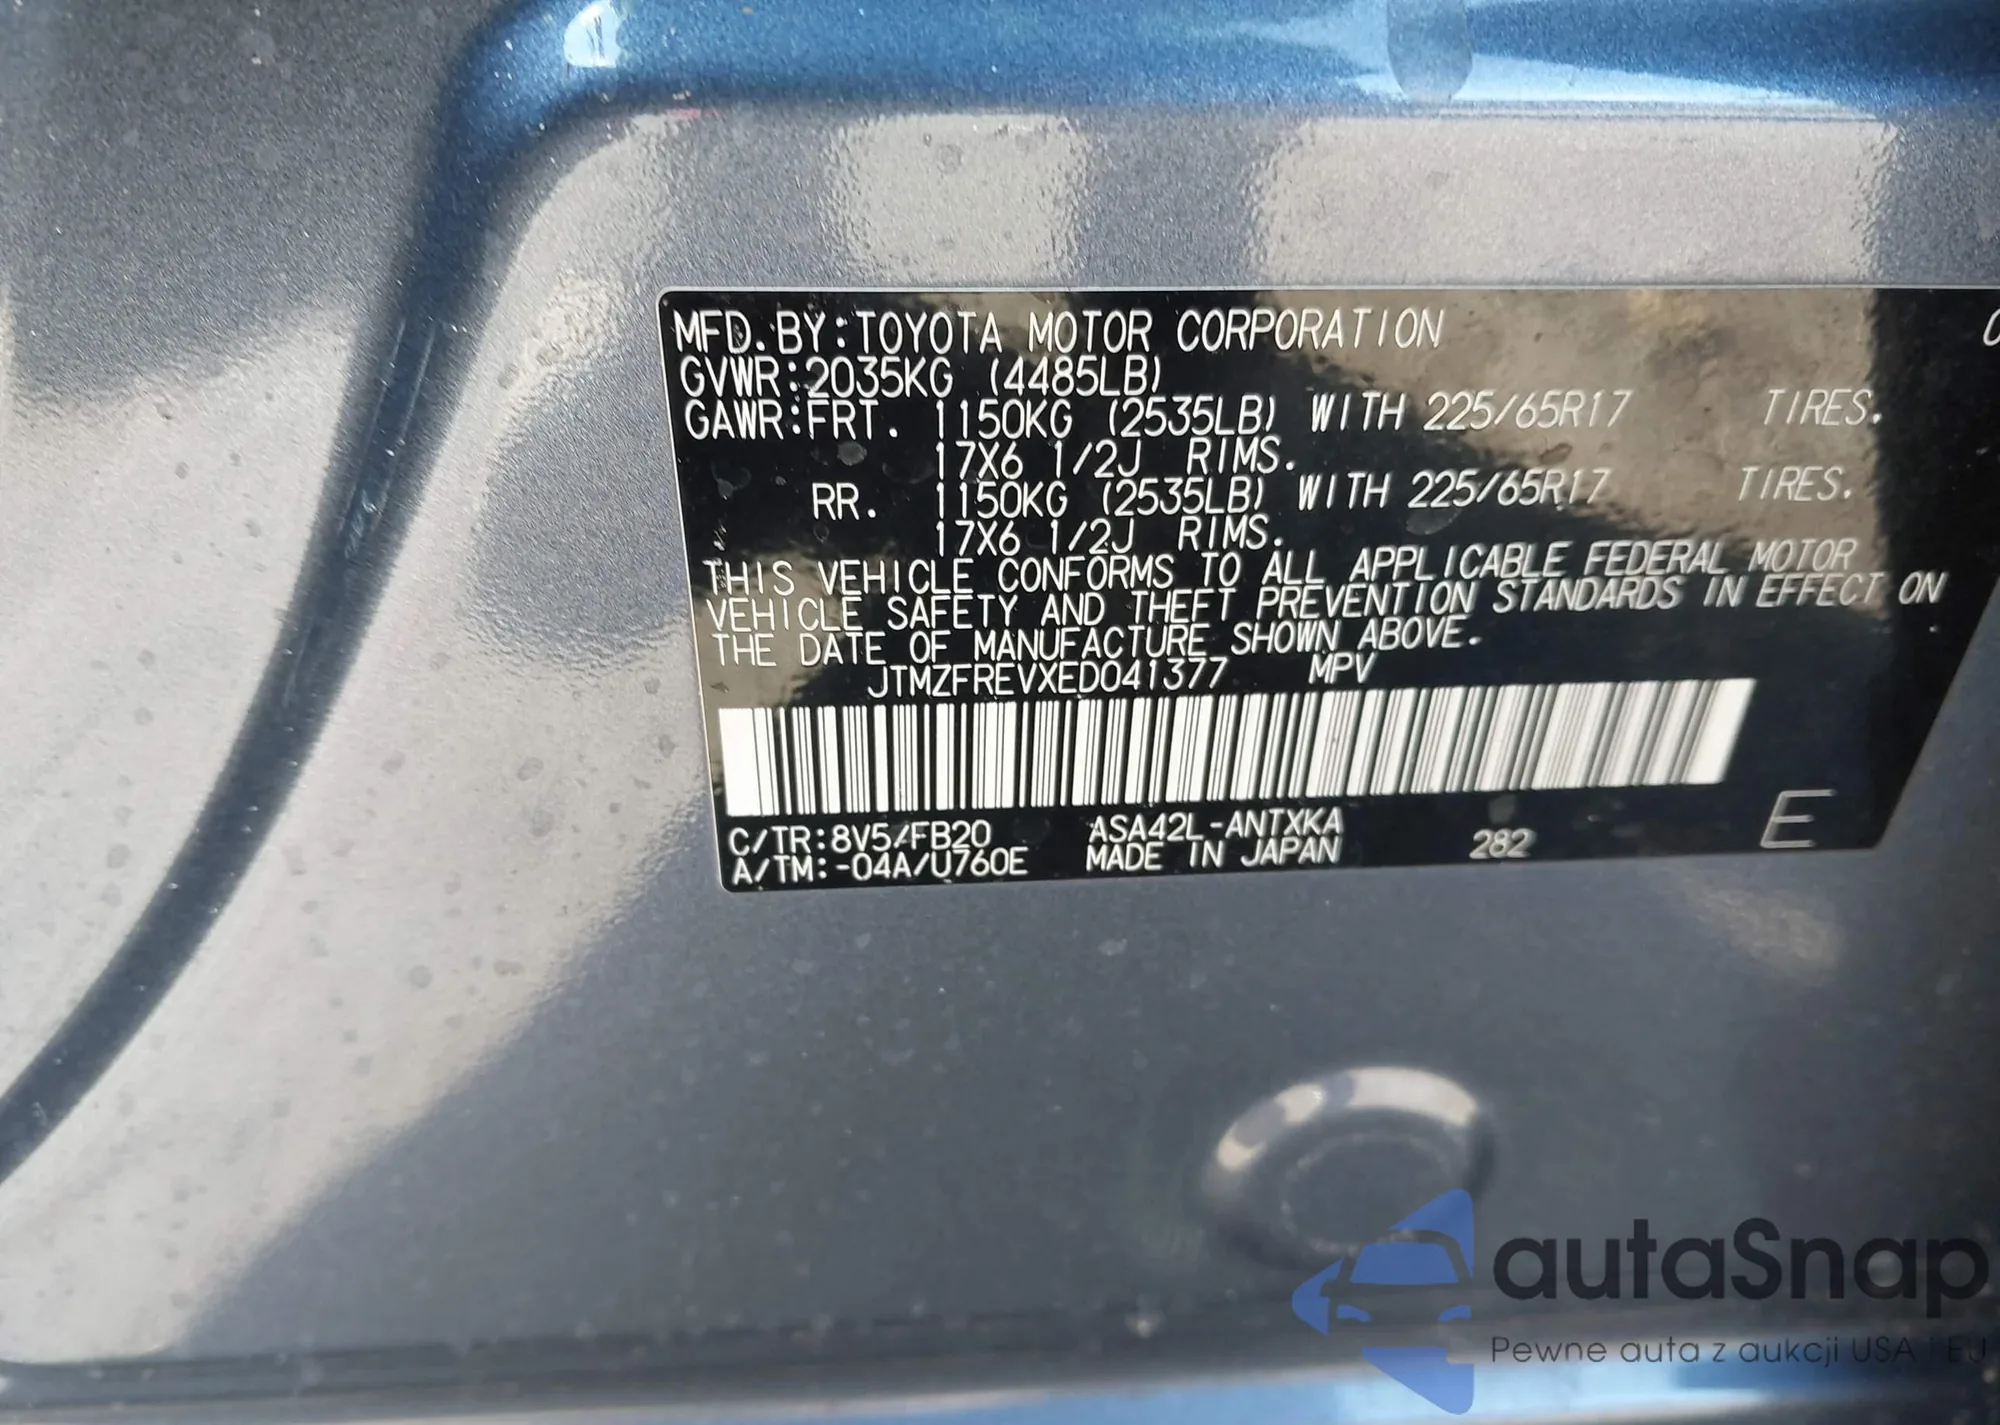 MFD. BY:TOYOTA MOTOR CORPORATION
GVWR:2035KG (4485LB)
GAWR:FRT. 1150KG (2535LB) WITH 225/65R17 TIRES.
17X6 1/2J RIMS.
RR. 1150KG (2535LB) WITH 225/65R17 TIRES.
17X6 1/2J RIMS.
THIS VEHICLE CONFORMS TO ALL APPLICABLE FEDERAL MOTOR
VEHICLE SAFETY AND THEFT PREVENTION STANDARDS IN EFFECT ON
THE DATE OF MANUFACTURE SHOWN ABOVE.
JTMZFREVXED041377 MPV
C/TR:8V5/FB20 ASA42L-ANTXKA
A/TM:-04A/U760E MADE IN JAPAN 282 E
autaSnap
Pewne auta z aukcji USA i EU